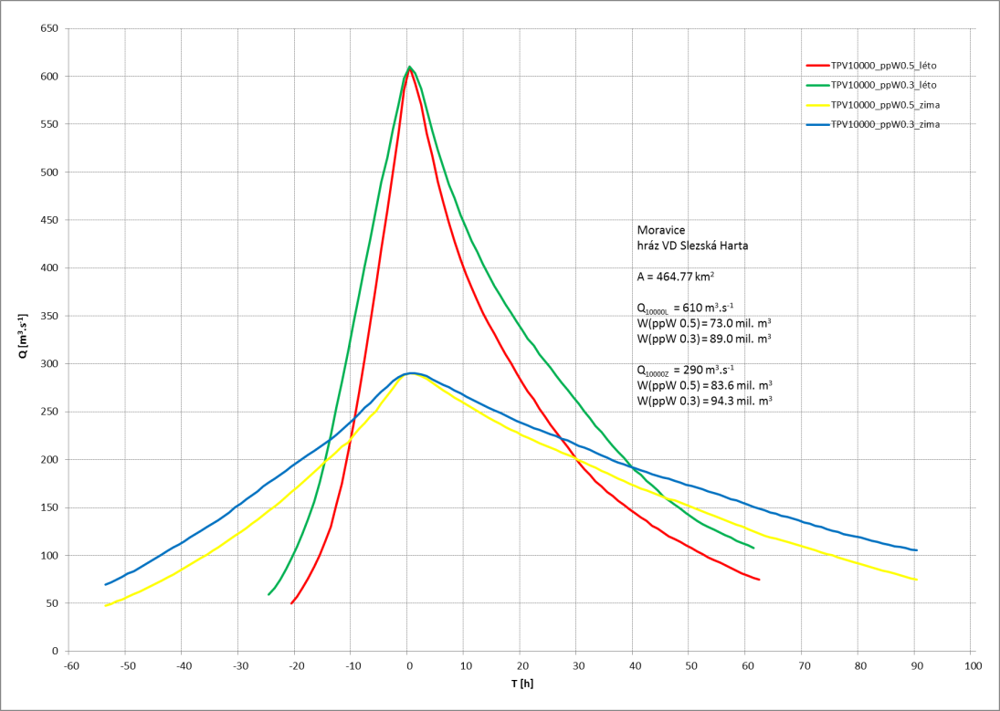 650
600
550
500
450
400
350
300
250
200
150
100
50
0
Q [m³.s⁻¹]
-60 -50 -40 -30 -20 -10 0 10 20 30 40 50 60 70 80 90 100
T [h]
TPV10000_ppW0.5_léto
TPV10000_ppW0.3_léto
TPV10000_ppW0.5_zima
TPV10000_ppW0.3_zima
Moravice
hráz VD Slezská Harta
A = 464.77 km²
Q10000L = 610 m³.s⁻¹
W(ppW 0.5) = 73.0 mil. m³
W(ppW 0.3) = 89.0 mil. m³
Q10000Z = 290 m³.s⁻¹
W(ppW 0.5) = 83.6 mil. m³
W(ppW 0.3) = 94.3 mil. m³